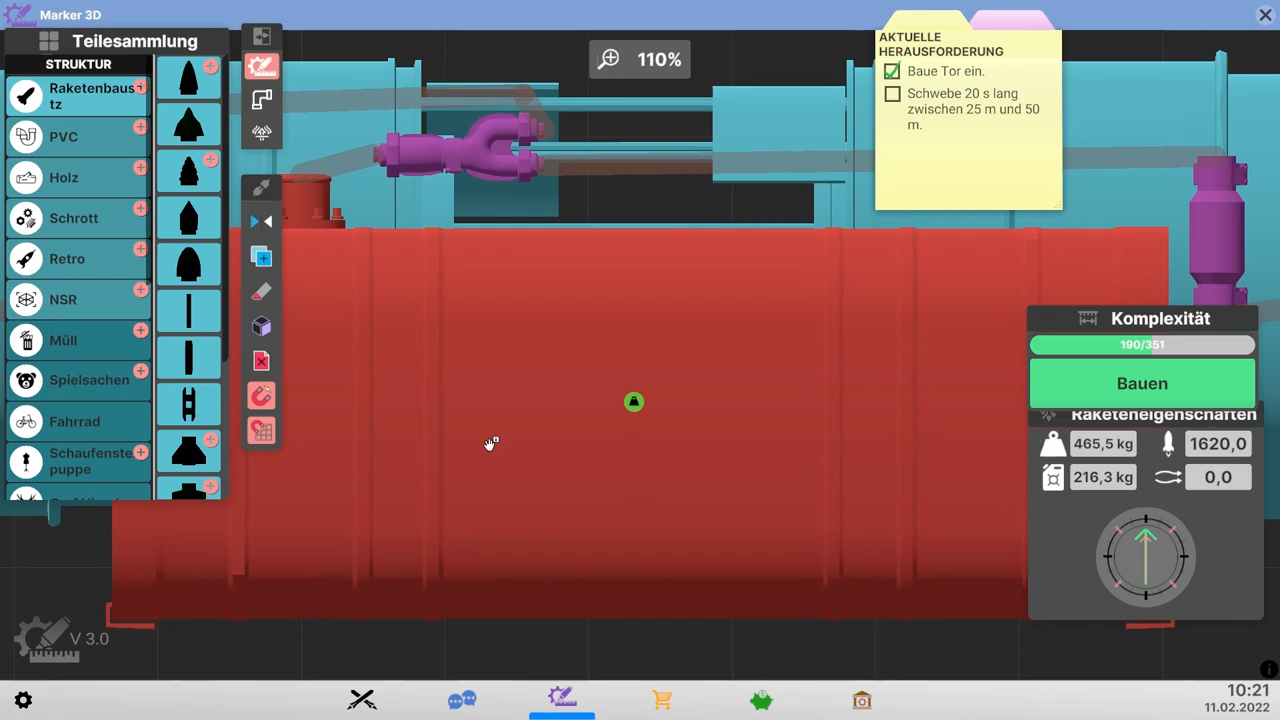 Marker 3D
Teilesammlung
STRUKTUR
Raketenbaus
tz
PVC
Holz
Schrott
Retro
NSR
Müll
Spielsachen
Fahrrad
Schaufenste
puppe
110%
AKTUELLE
HERAUSFORDERUNG
Baue Tor ein.
Schwebe 20 s lang
zwischen 25 m und 50
m.
Komplexität
190/351
Bauen
Raketeneigenschaften
465,5 kg
1620,0
216,3 kg
0,0
V 3.0
10:21
11.02.2022